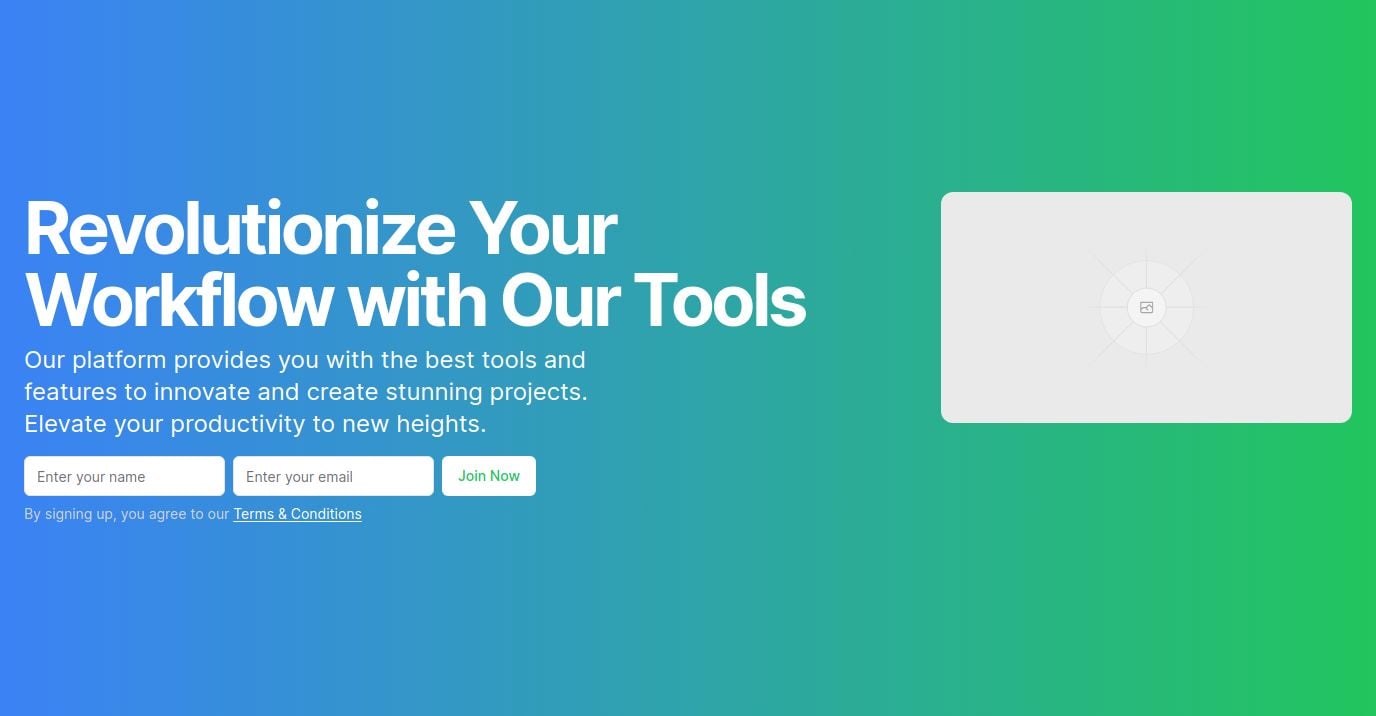 Revolutionize Your
Workflow with Our Tools
Our platform provides you with the best tools and
features to innovate and create stunning projects.
Elevate your productivity to new heights.
Enter your name
Enter your email
Join Now
By signing up, you agree to our Terms & Conditions